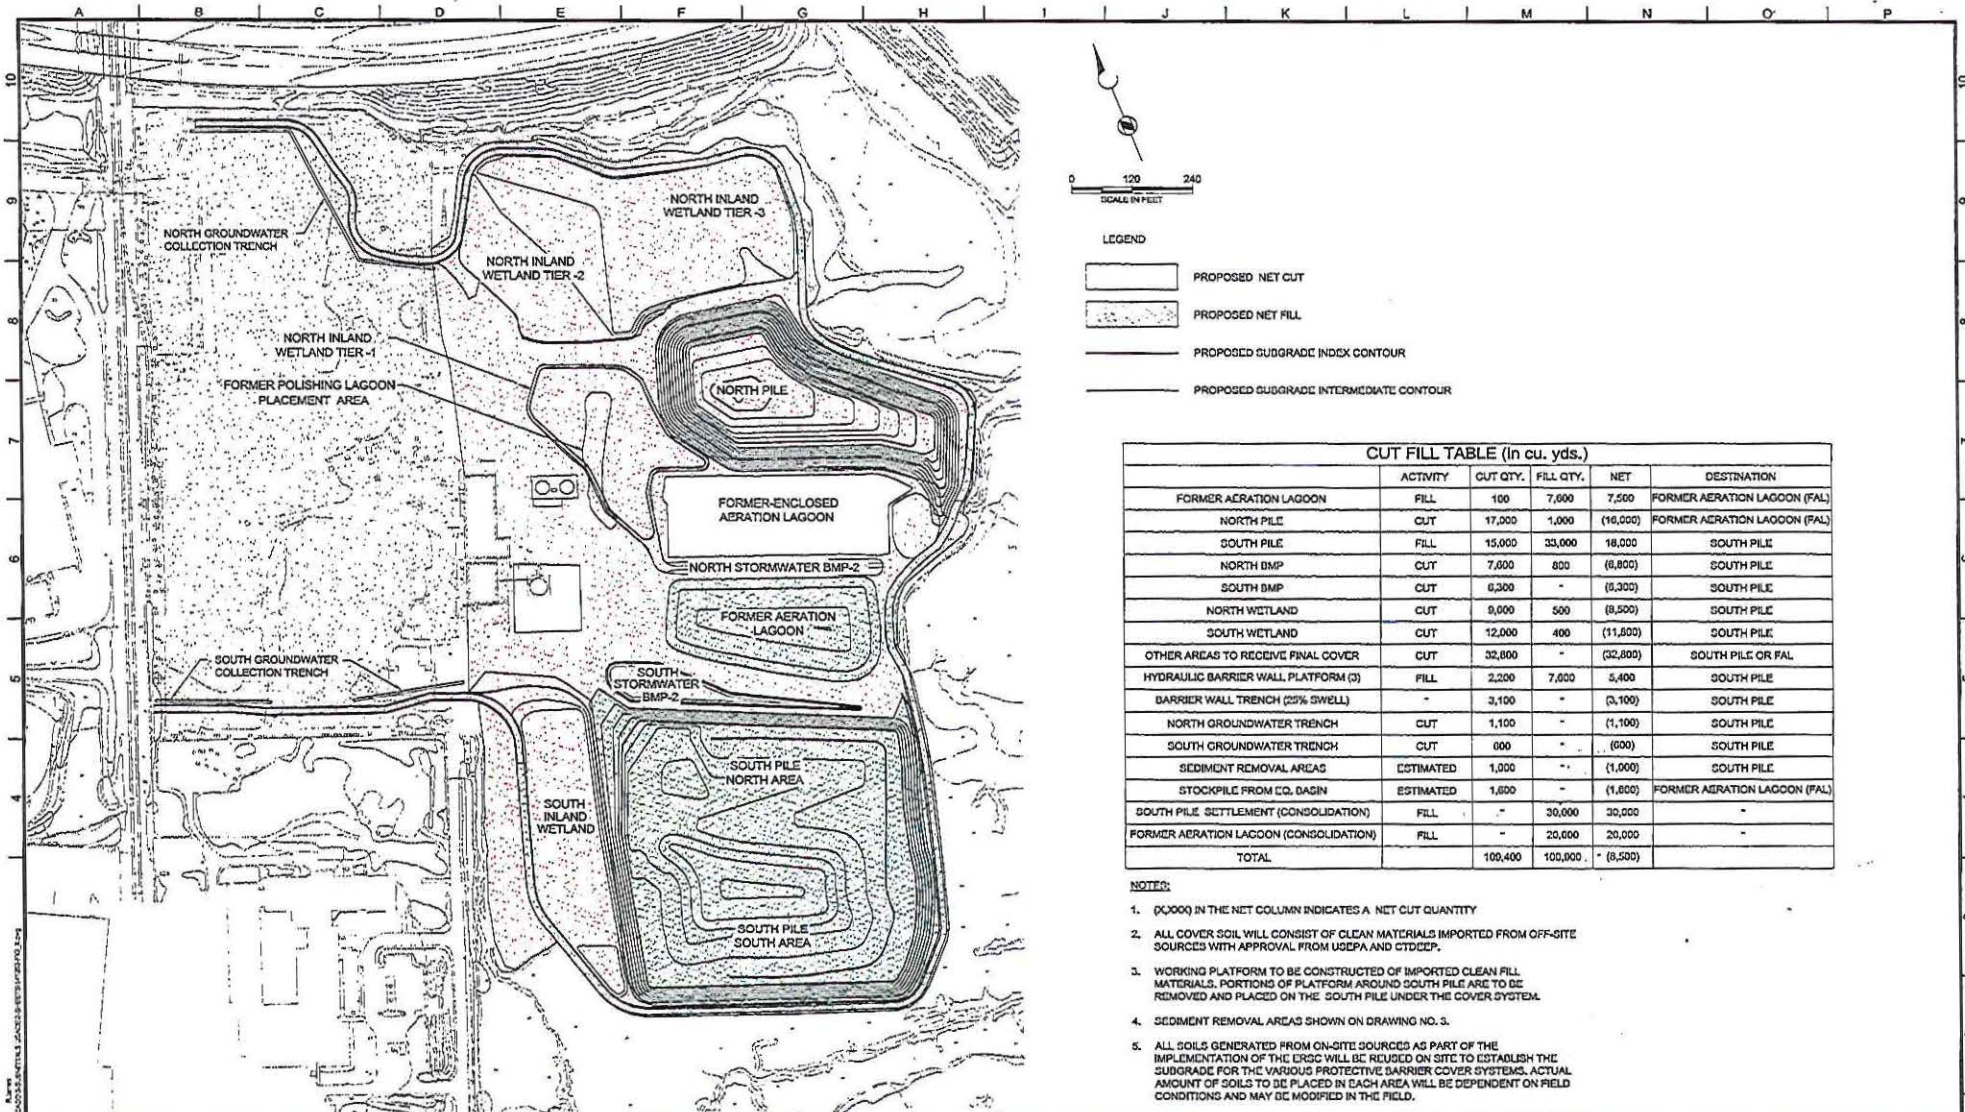 A B C D E F G H I J K L M N O P
10
9
8
7
6
5
4
NORTH GROUNDWATER
COLLECTION TRENCH
NORTH INLAND
WETLAND TIER -3
NORTH INLAND
WETLAND TIER -2
NORTH INLAND
WETLAND TIER -1
FORMER POLISHING LAGOON
PLACEMENT AREA
NORTH PILE
FORMER-ENCLOSED
AERATION LAGOON
NORTH STORMWATER BMP-2
FORMER AERATION
LAGOON
SOUTH GROUNDWATER
COLLECTION TRENCH
SOUTH
STORMWATER
BMP-2
SOUTH PILE
NORTH AREA
SOUTH
INLAND
WETLAND
SOUTH PILE
SOUTH AREA
0 120 240
SCALE IN FEET
LEGEND
PROPOSED NET CUT
PROPOSED NET FILL
PROPOSED SUBGRADE INDEX CONTOUR
PROPOSED SUBGRADE INTERMEDIATE CONTOUR
CUT FILL TABLE (in cu. yds.)
ACTIVITY CUT QTY. FILL QTY. NET DESTINATION
FORMER AERATION LAGOON FILL 100 7,600 7,500 FORMER AERATION LAGOON (FAL)
NORTH PILE CUT 17,000 1,000 (16,000) FORMER AERATION LAGOON (FAL)
SOUTH PILE FILL 15,000 33,000 18,000 SOUTH PILE
NORTH BMP CUT 7,600 800 (6,800) SOUTH PILE
SOUTH BMP CUT 6,300 - (6,300) SOUTH PILE
NORTH WETLAND CUT 9,000 500 (8,500) SOUTH PILE
SOUTH WETLAND CUT 12,000 400 (11,600) SOUTH PILE
OTHER AREAS TO RECEIVE FINAL COVER CUT 32,800 - (32,800) SOUTH PILE OR FAL
HYDRAULIC BARRIER WALL PLATFORM (3) FILL 2,200 7,600 5,400 SOUTH PILE
BARRIER WALL TRENCH (25% SWELL) - 3,100 - (3,100) SOUTH PILE
NORTH GROUNDWATER TRENCH CUT 1,100 - (1,100) SOUTH PILE
SOUTH GROUNDWATER TRENCH CUT 600 - (600) SOUTH PILE
SEDIMENT REMOVAL AREAS ESTIMATED 1,000 - (1,000) SOUTH PILE
STOCKPILE FROM EQ. BASIN ESTIMATED 1,600 - (1,600) FORMER AERATION LAGOON (FAL)
SOUTH PILE SETTLEMENT (CONSOLIDATION) FILL - 30,000 30,000 -
FORMER AERATION LAGOON (CONSOLIDATION) FILL - 20,000 20,000 -
TOTAL 109,400 100,900 (8,500)
NOTES:
1. (X,XXX) IN THE NET COLUMN INDICATES A NET CUT QUANTITY
2. ALL COVER SOIL WILL CONSIST OF CLEAN MATERIALS IMPORTED FROM OFF-SITE
SOURCES WITH APPROVAL FROM USEPA AND CTDEEP.
3. WORKING PLATFORM TO BE CONSTRUCTED OF IMPORTED CLEAN FILL
MATERIALS. PORTIONS OF PLATFORM AROUND SOUTH PILE ARE TO BE
REMOVED AND PLACED ON THE SOUTH PILE UNDER THE COVER SYSTEM.
4. SEDIMENT REMOVAL AREAS SHOWN ON DRAWING NO. 3.
5. ALL SOILS GENERATED FROM ON-SITE SOURCES AS PART OF THE
IMPLEMENTATION OF THE ERSC WILL BE REUSED ON SITE TO ESTABLISH THE
SUBGRADE FOR THE VARIOUS PROTECTIVE BARRIER COVER SYSTEMS. ACTUAL
AMOUNT OF SOILS TO BE PLACED IN EACH AREA WILL BE DEPENDENT ON FIELD
CONDITIONS AND MAY BE MODIFIED IN THE FIELD.